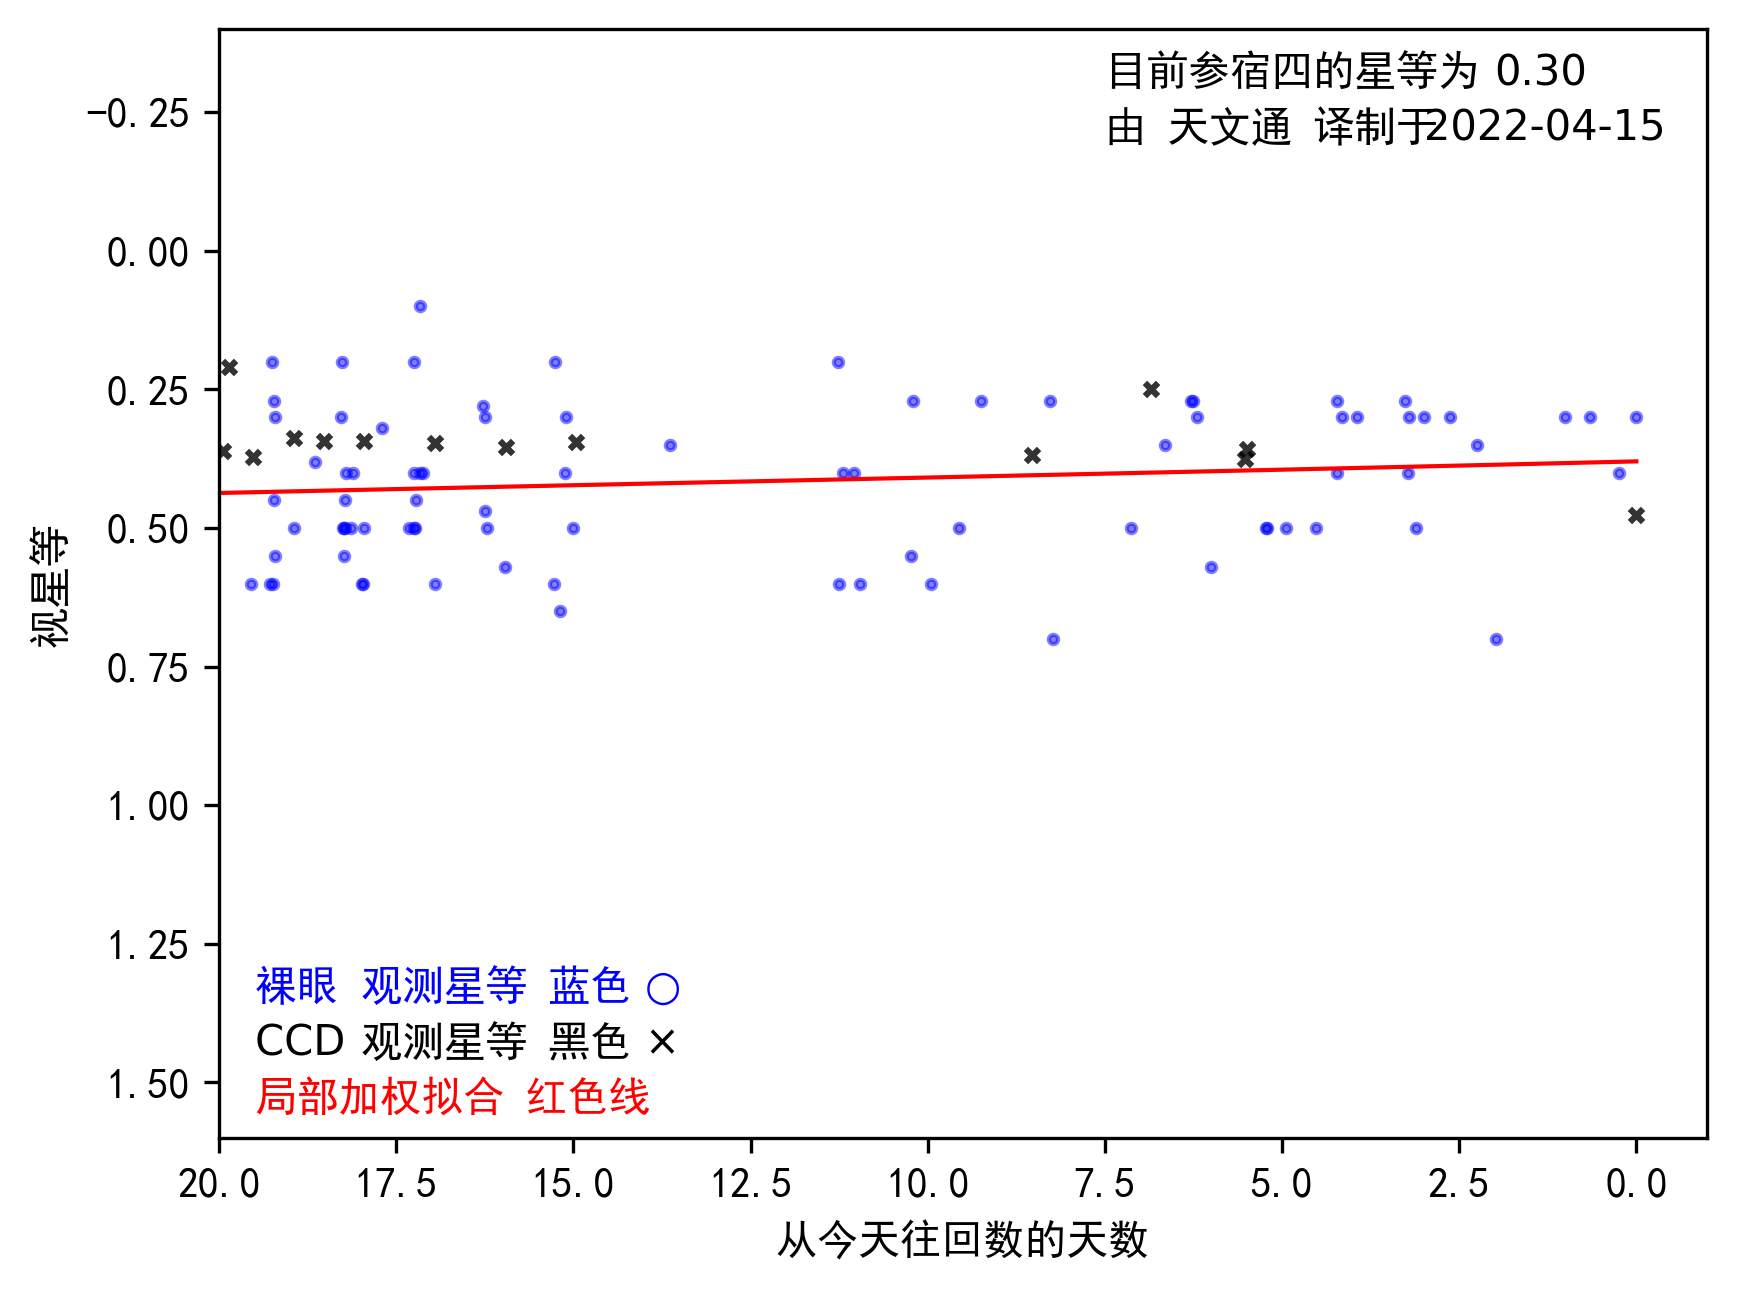 目前参宿四的星等为 0.30
由 天文通 译制于2022-04-15
−0.25
0.00
0.25
0.50
0.75
1.00
1.25
1.50
视星等
裸眼 观测星等 蓝色 ○
CCD 观测星等 黑色 ×
局部加权拟合 红色线
20.0 17.5 15.0 12.5 10.0 7.5 5.0 2.5 0.0
从今天往回数的天数